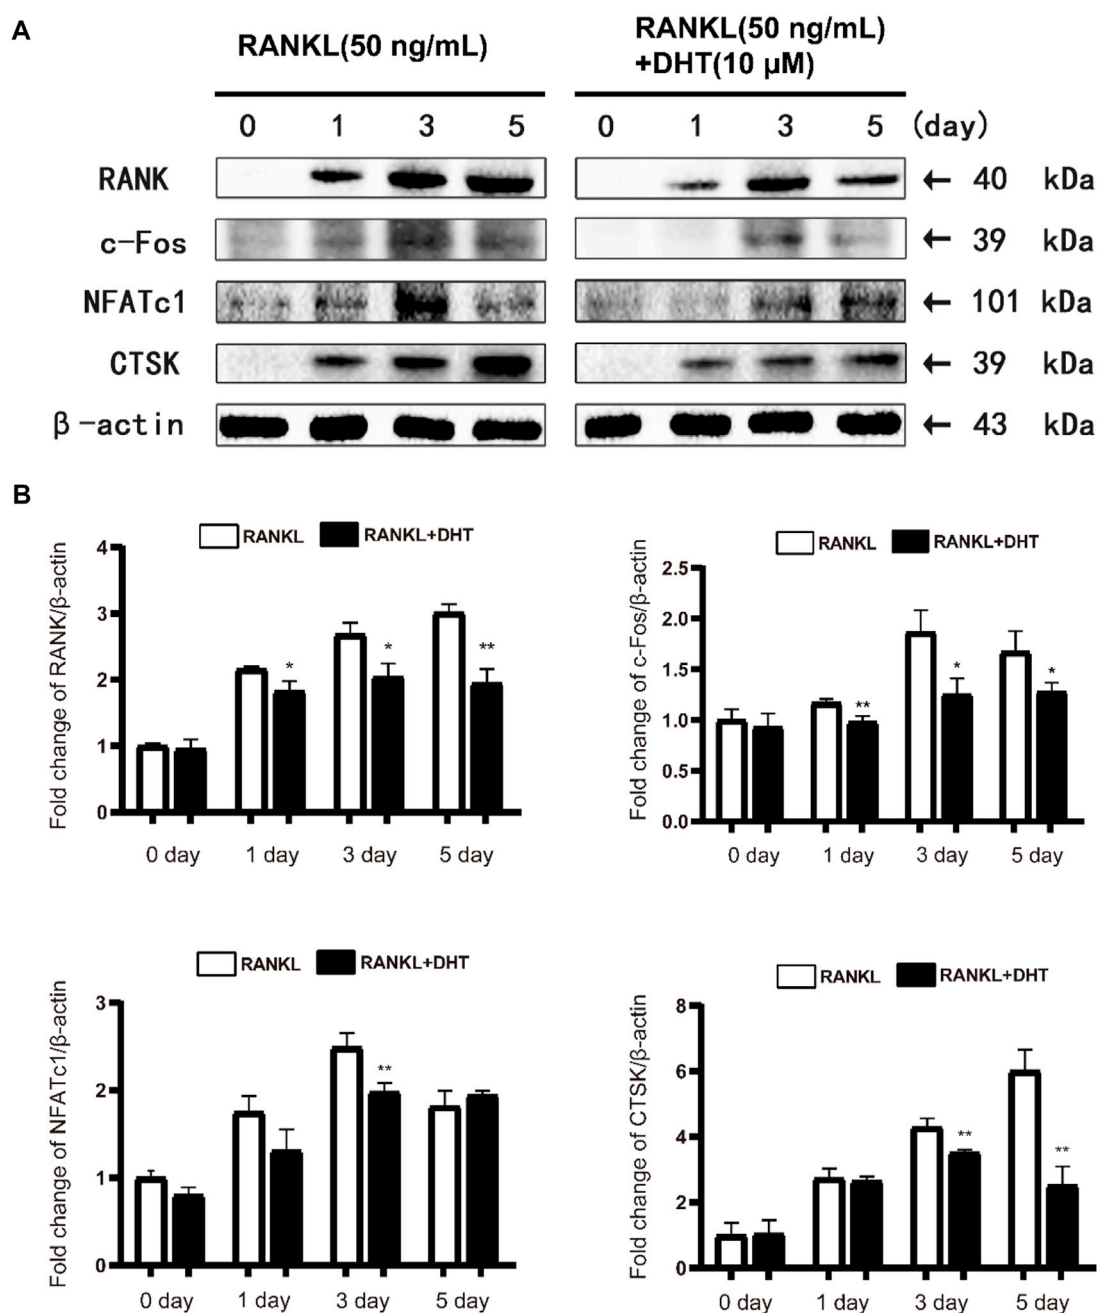 A
RANKL(50 ng/mL)
RANKL(50 ng/mL)
+DHT(10 μM)
0 1 3 5 0 1 3 5 (day)
RANK ← 40 kDa
c-Fos ← 39 kDa
NFATc1 ← 101 kDa
CTSK ← 39 kDa
β-actin ← 43 kDa
B
RANKL RANKL+DHT
Fold change of RANK/β-actin
4
3
2
1
0
* * **
0 day 1 day 3 day 5 day
RANKL RANKL+DHT
Fold change of c-Fos/β-actin
2.5
2.0
1.5
1.0
0.5
0.0
** * *
0 day 1 day 3 day 5 day
RANKL RANKL+DHT
Fold change of NFATc1/β-actin
3
2
1
0
**
0 day 1 day 3 day 5 day
RANKL RANKL+DHT
Fold change of CTSK/β-actin
8
6
4
2
0
** **
0 day 1 day 3 day 5 day